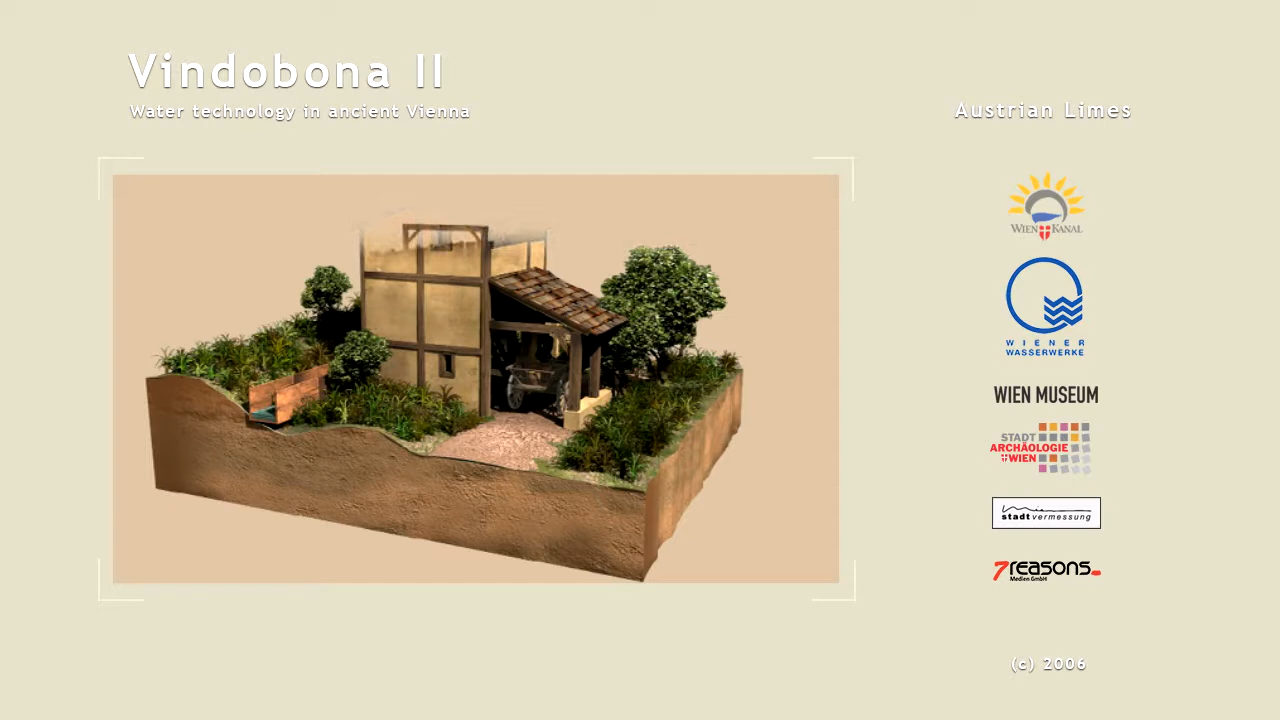 Vindobona II
Water technology in ancient Vienna
Austrian Limes
WIEN KANAL
WIENER
WASSERWERKE
WIEN MUSEUM
STADT
ARCHÄOLOGIE
WIEN
stadtvermessung
7reasons
Medien GmbH
(c) 2006